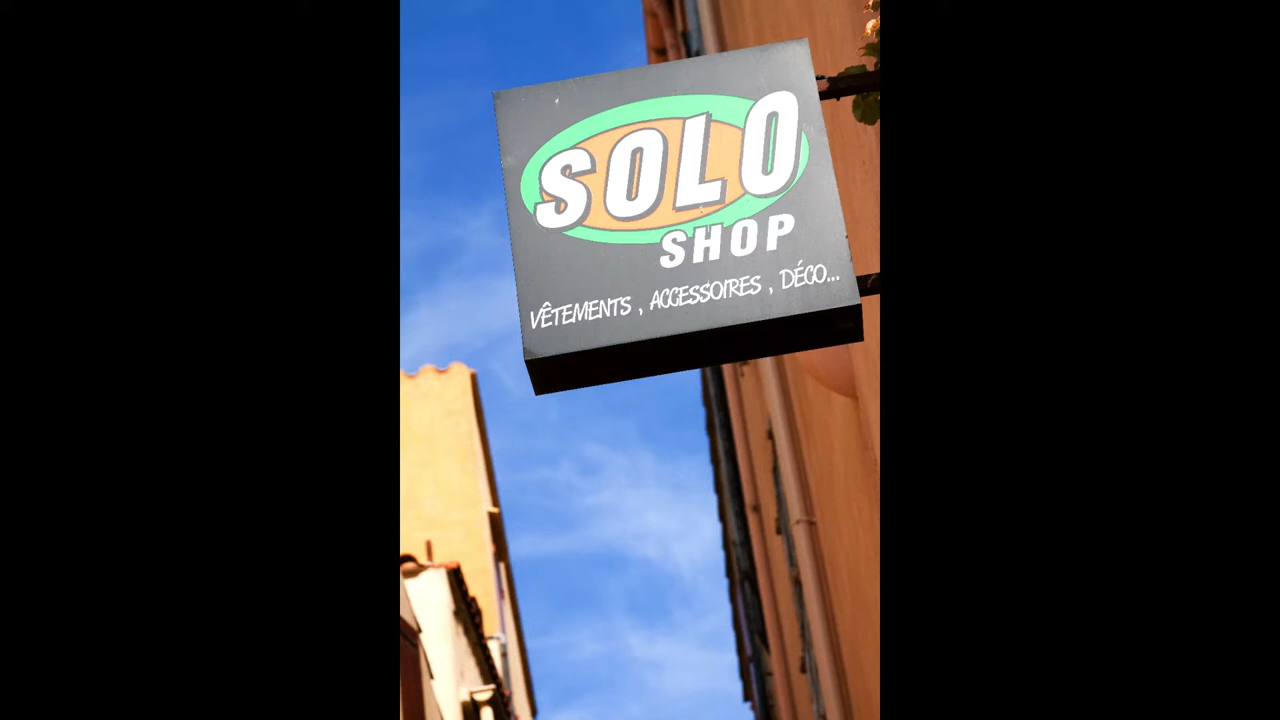 SOLO
SHOP
VÊTEMENTS , ACCESSOIRES , DÉCO...